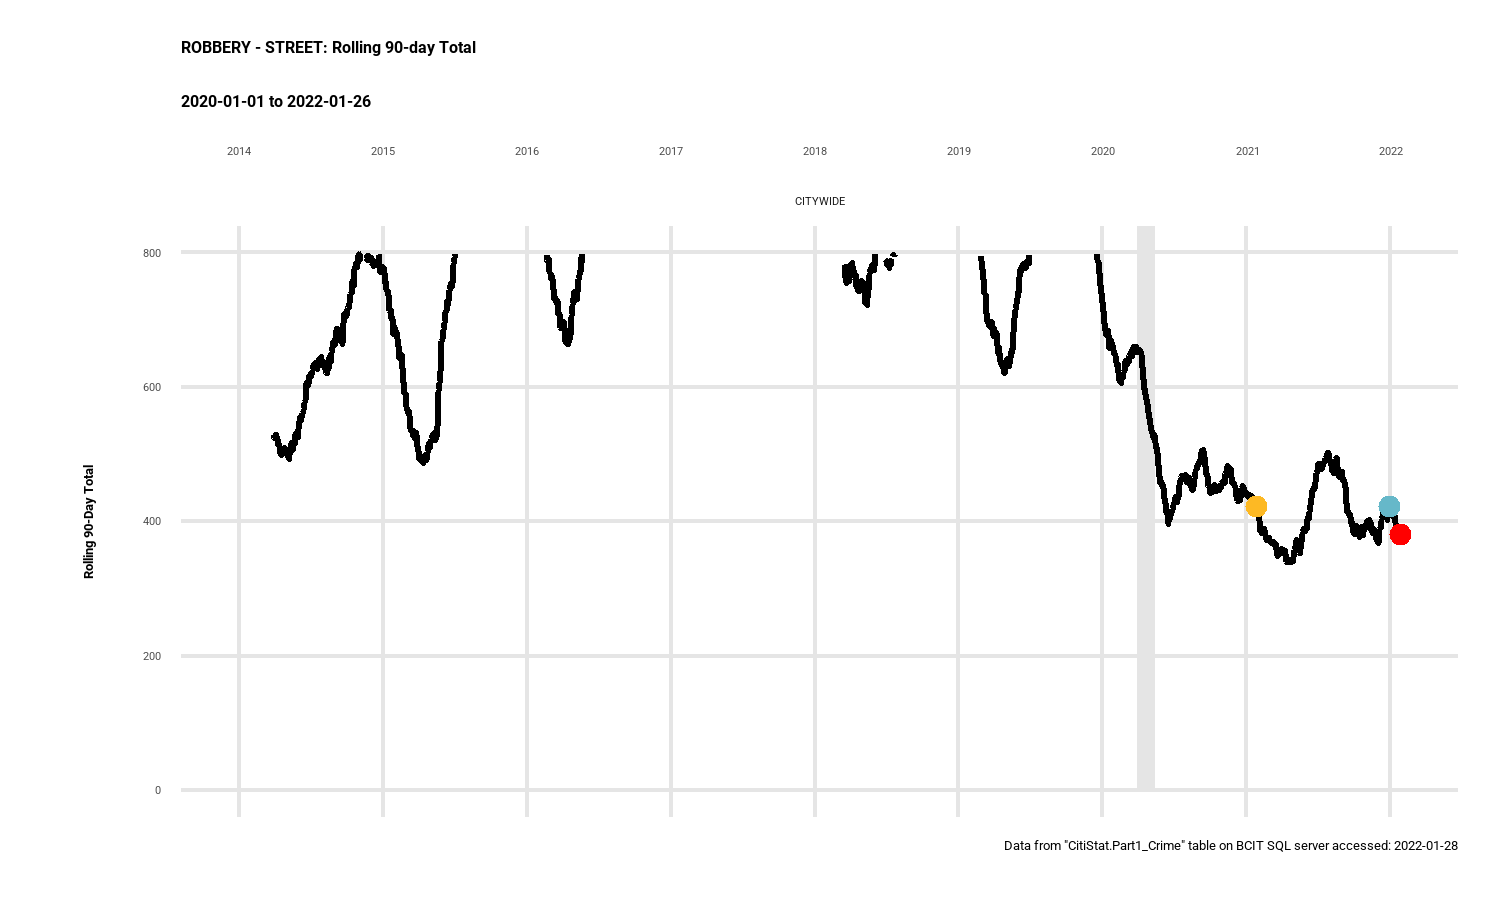 ROBBERY - STREET: Rolling 90-day Total
2020-01-01 to 2022-01-26
2014 2015 2016 2017 2018 2019 2020 2021 2022
CITYWIDE
800
600
400
200
0
Rolling 90-Day Total
Data from "CitiStat.Part1_Crime" table on BCIT SQL server accessed: 2022-01-28